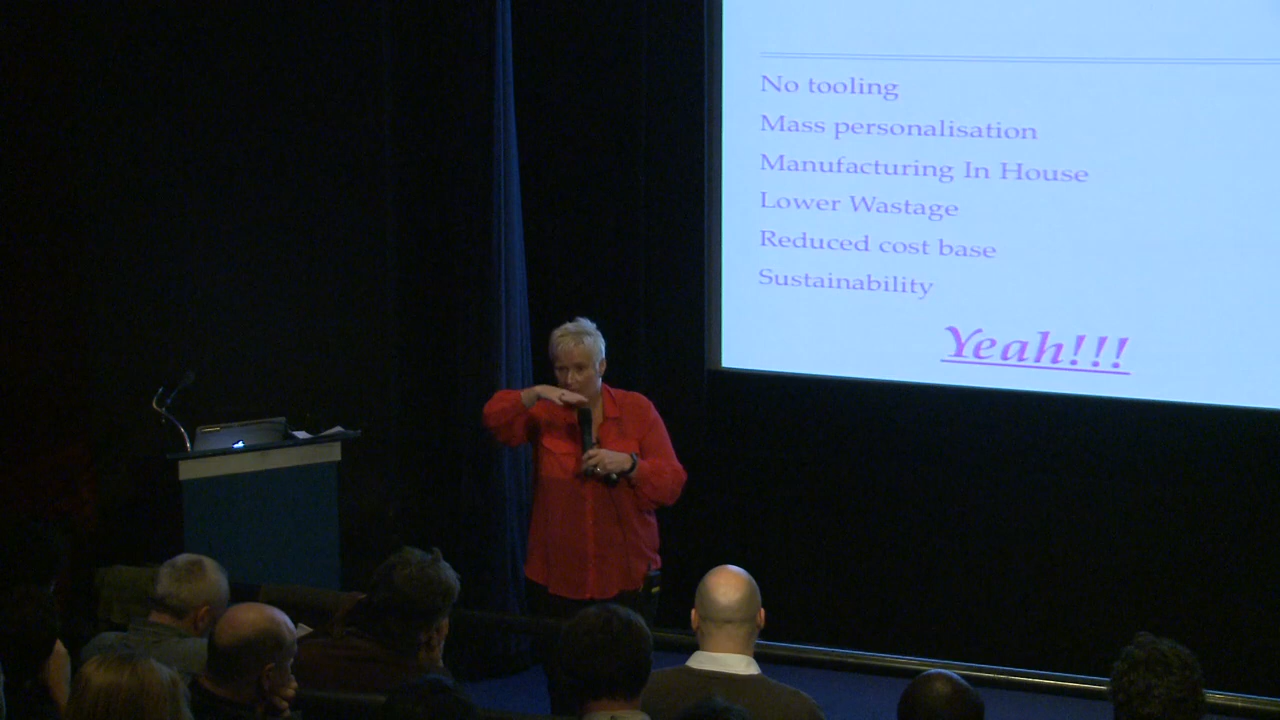 No tooling
Mass personalisation
Manufacturing In House
Lower Wastage
Reduced cost base
Sustainability
Yeah!!!